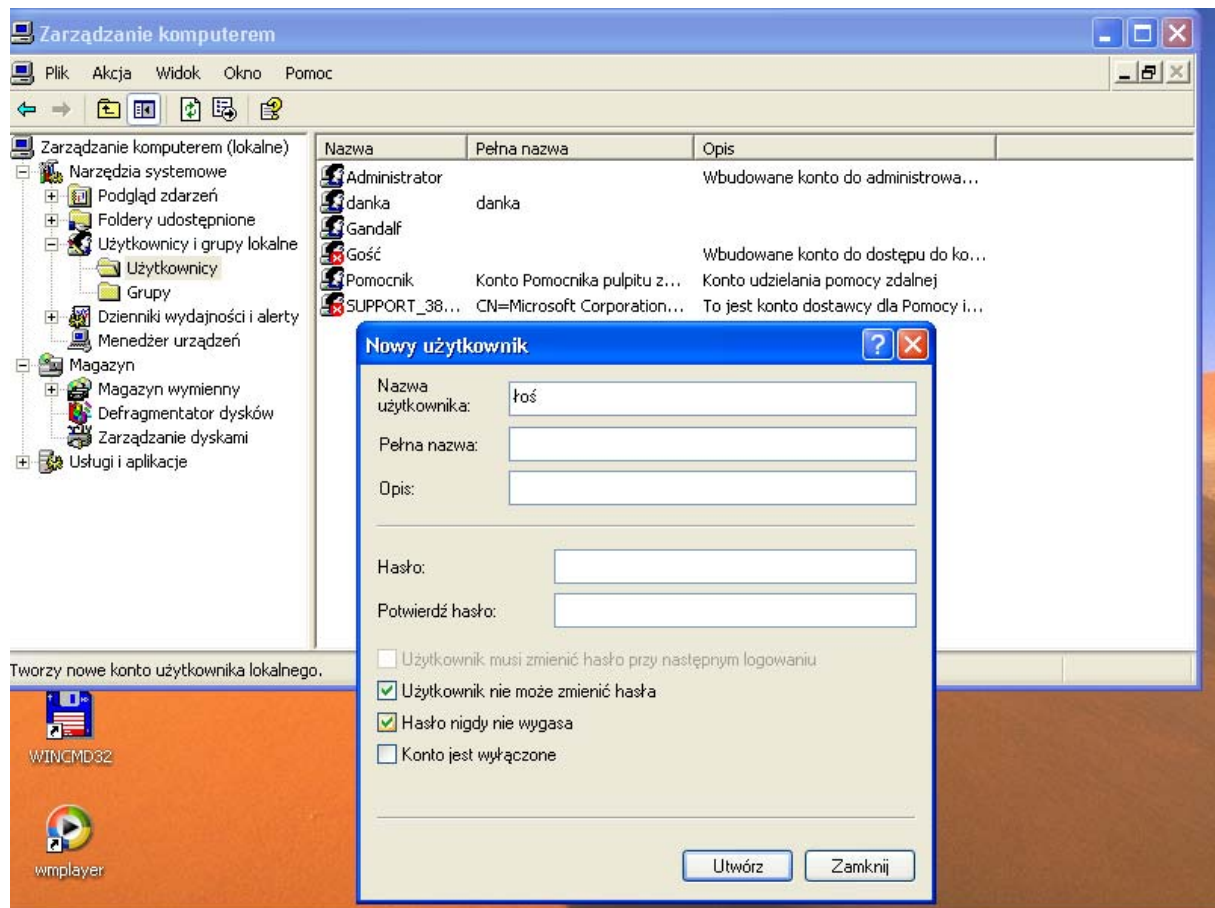 Zarządzanie komputerem
Plik Akcja Widok Okno Pomoc
Zarządzanie komputerem (lokalne)
Narzędzia systemowe
Podgląd zdarzeń
Foldery udostępnione
Użytkownicy i grupy lokalne
Użytkownicy
Grupy
Dzienniki wydajności i alerty
Menedżer urządzeń
Magazyn
Magazyn wymienny
Defragmentator dysków
Zarządzanie dyskami
Usługi i aplikacje
Nazwa Pełna nazwa Opis
Administrator Wbudowane konto do administrowa...
danka danka
Gandalf
Gość Wbudowane konto do dostępu do ko...
Pomocnik Konto Pomocnika pulpitu z... Konto udzielania pomocy zdalnej
SUPPORT_38... CN=Microsoft Corporation... To jest konto dostawcy dla Pomocy i...
Nowy użytkownik
Nazwa
użytkownika: łoś
Pełna nazwa:
Opis:
Hasło:
Potwierdź hasło:
Użytkownik musi zmienić hasło przy następnym logowaniu
Użytkownik nie może zmienić hasła
Hasło nigdy nie wygasa
Konto jest wyłączone
Utwórz Zamknij
Tworzy nowe konto użytkownika lokalnego.
WINCMD32
wmplayer